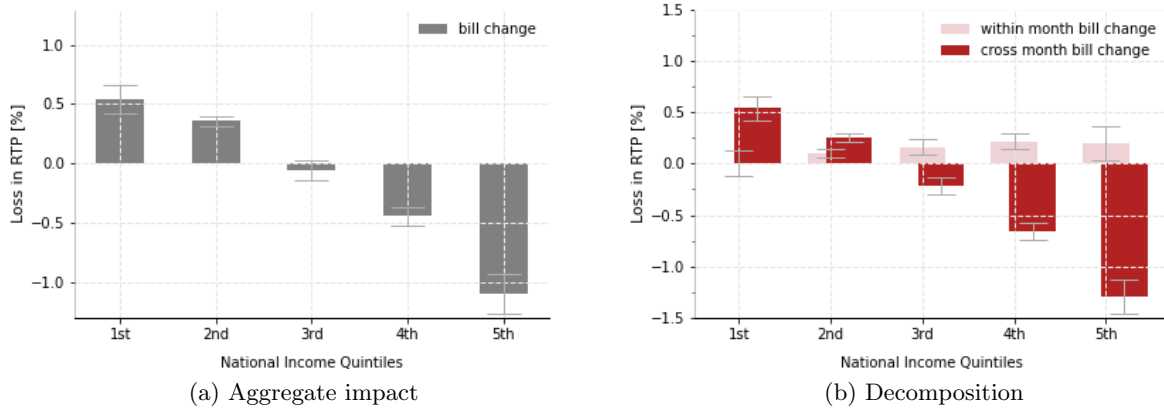 bill change
Loss in RTP [%]
1.0
0.5
0.0
−0.5
−1.0
1st 2nd 3rd 4th 5th
National Income Quintiles
(a) Aggregate impact
within month bill change
cross month bill change
Loss in RTP [%]
1.5
1.0
0.5
0.0
−0.5
−1.0
−1.5
1st 2nd 3rd 4th 5th
National Income Quintiles
(b) Decomposition